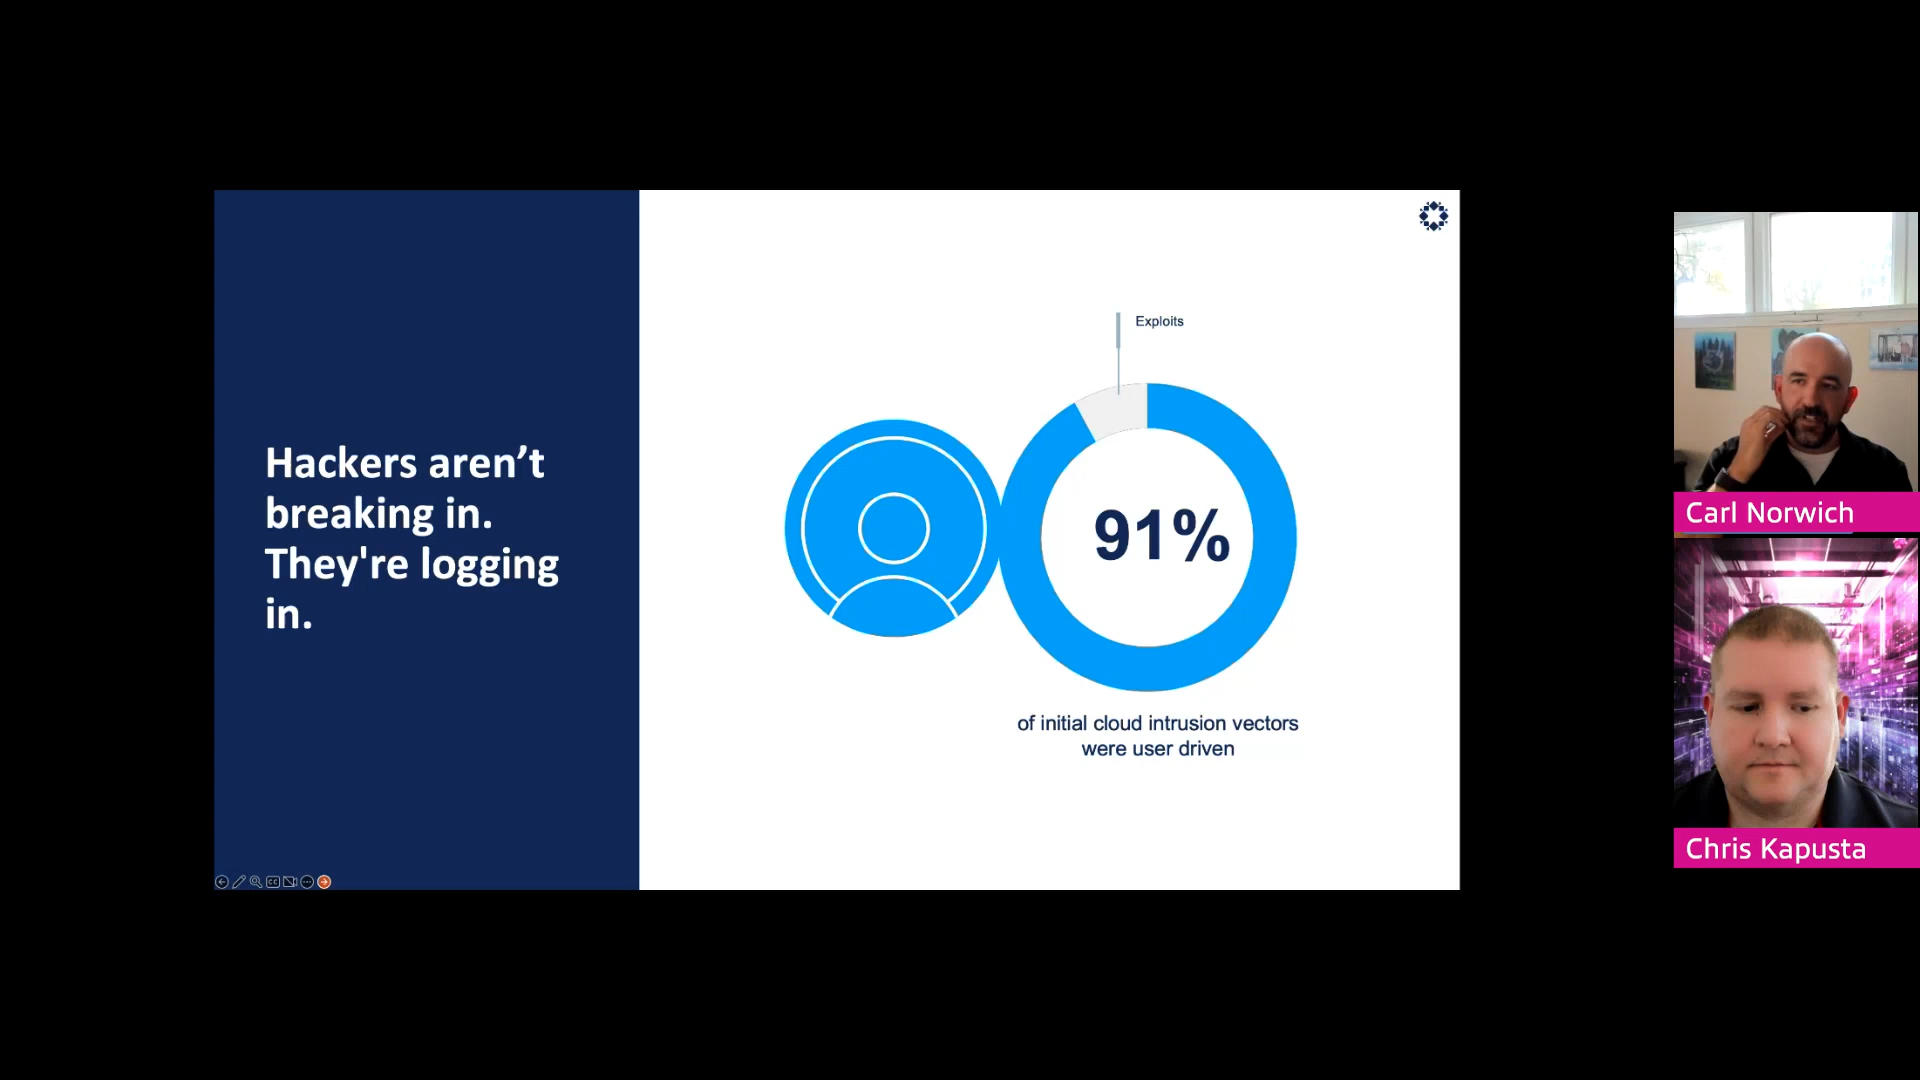 Hackers aren’t
breaking in.
They're logging
in.
Exploits
91%
of initial cloud intrusion vectors
were user driven
Carl Norwich
Chris Kapusta